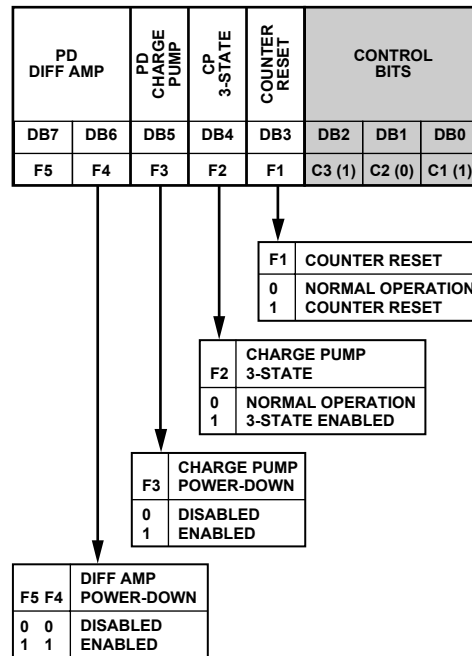 PD
DIFF AMP
PD
CHARGE
PUMP
CP
3-STATE
COUNTER
RESET
CONTROL
BITS
DB7 DB6 DB5 DB4 DB3 DB2 DB1 DB0
F5 F4 F3 F2 F1 C3 (1) C2 (0) C1 (1)
F1 COUNTER RESET
0 NORMAL OPERATION
1 COUNTER RESET
CHARGE PUMP
F2 3-STATE
0 NORMAL OPERATION
1 3-STATE ENABLED
CHARGE PUMP
F3 POWER-DOWN
0 DISABLED
1 ENABLED
DIFF AMP
F5 F4 POWER-DOWN
0 0 DISABLED
1 1 ENABLED